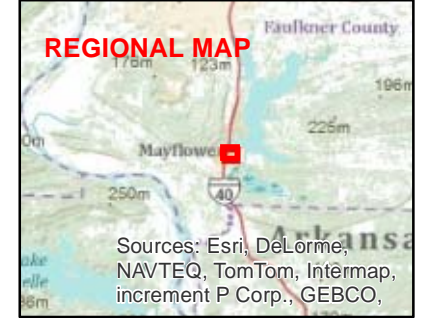 Faulkner County
REGIONAL MAP
176m 123m
196m
225m
Mayflower
250m
40
Arkansa
Sources: Esri, DeLorme,
NAVTEQ, TomTom, Intermap,
increment P Corp., GEBCO,